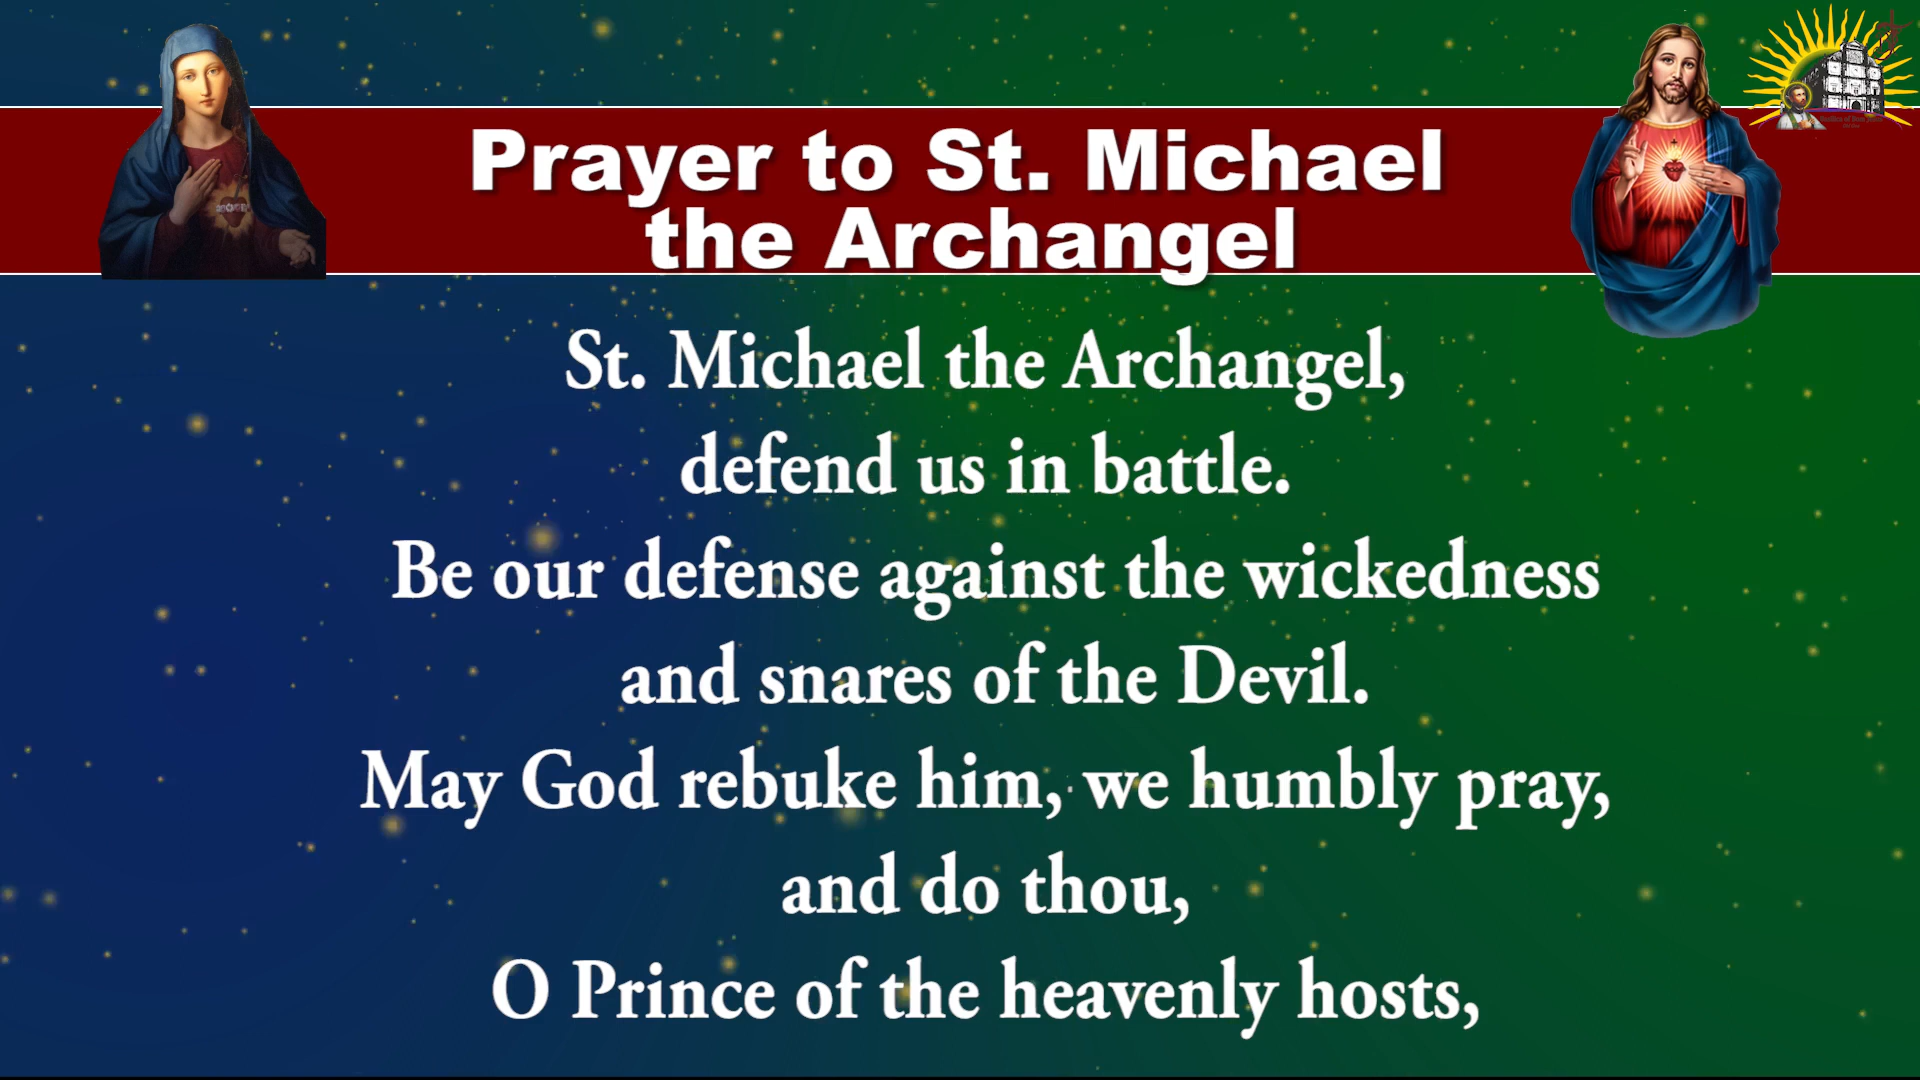 Prayer to St. Michael
the Archangel
St. Michael the Archangel,
defend us in battle.
Be our defense against the wickedness
and snares of the Devil.
May God rebuke him, we humbly pray,
and do thou,
O Prince of the heavenly hosts,